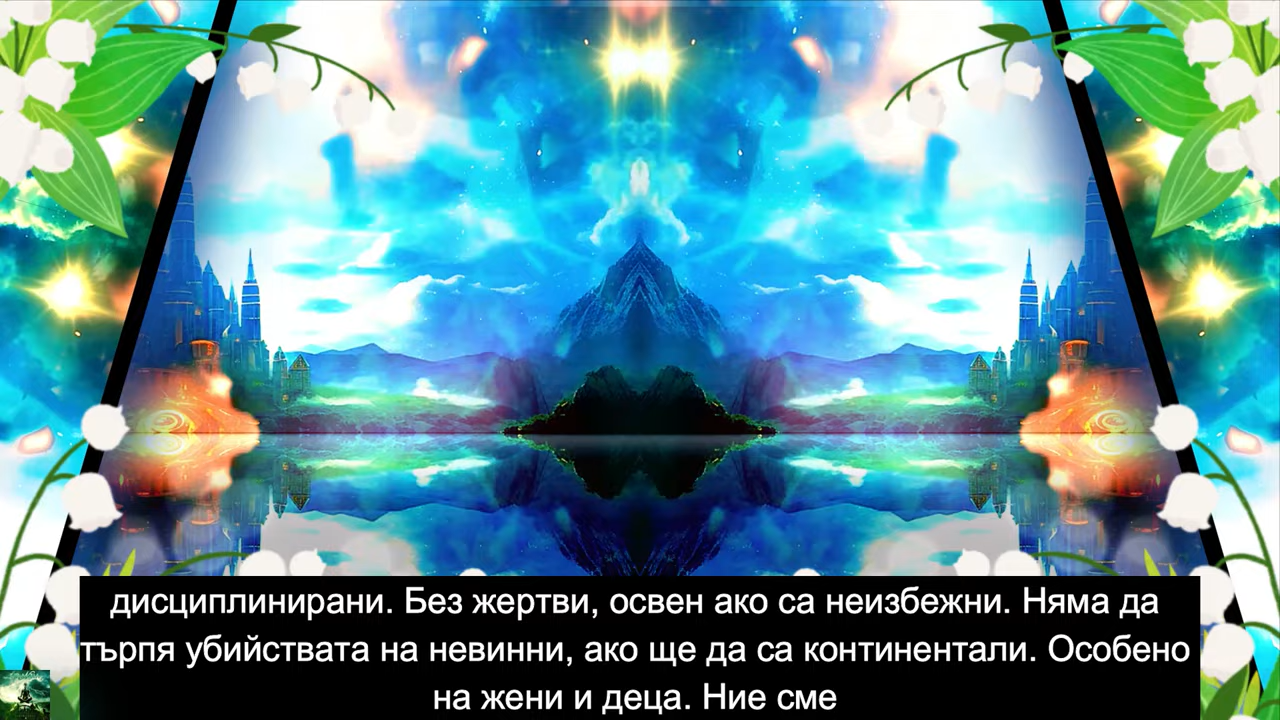 дисциплинирани. Без жертви, освен ако са неизбежни. Няма да
търпя убийствата на невинни, ако ще да са континентали. Особено
на жени и деца. Ние сме